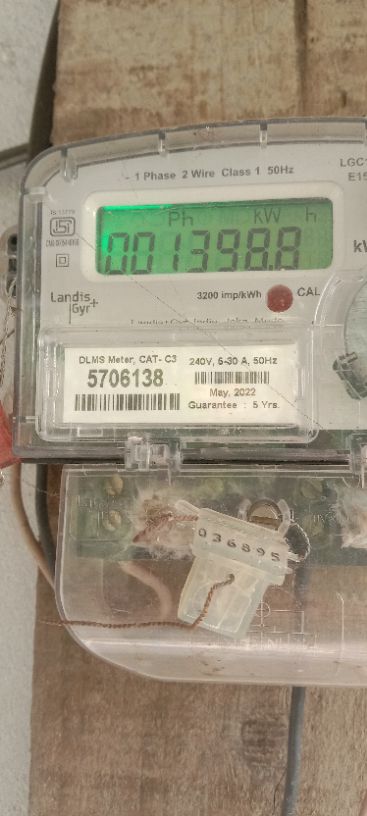 1 Phase 2 Wire Class 1 50Hz
LGC
Ph kW h
001398.8
Landis
Gyr+
3200 imp/kWh CAL
DLMS Meter, CAT- C3 240V, 5-30 A, 50Hz
5706138
May, 2022
Guarantee : 5 Yrs.
036895